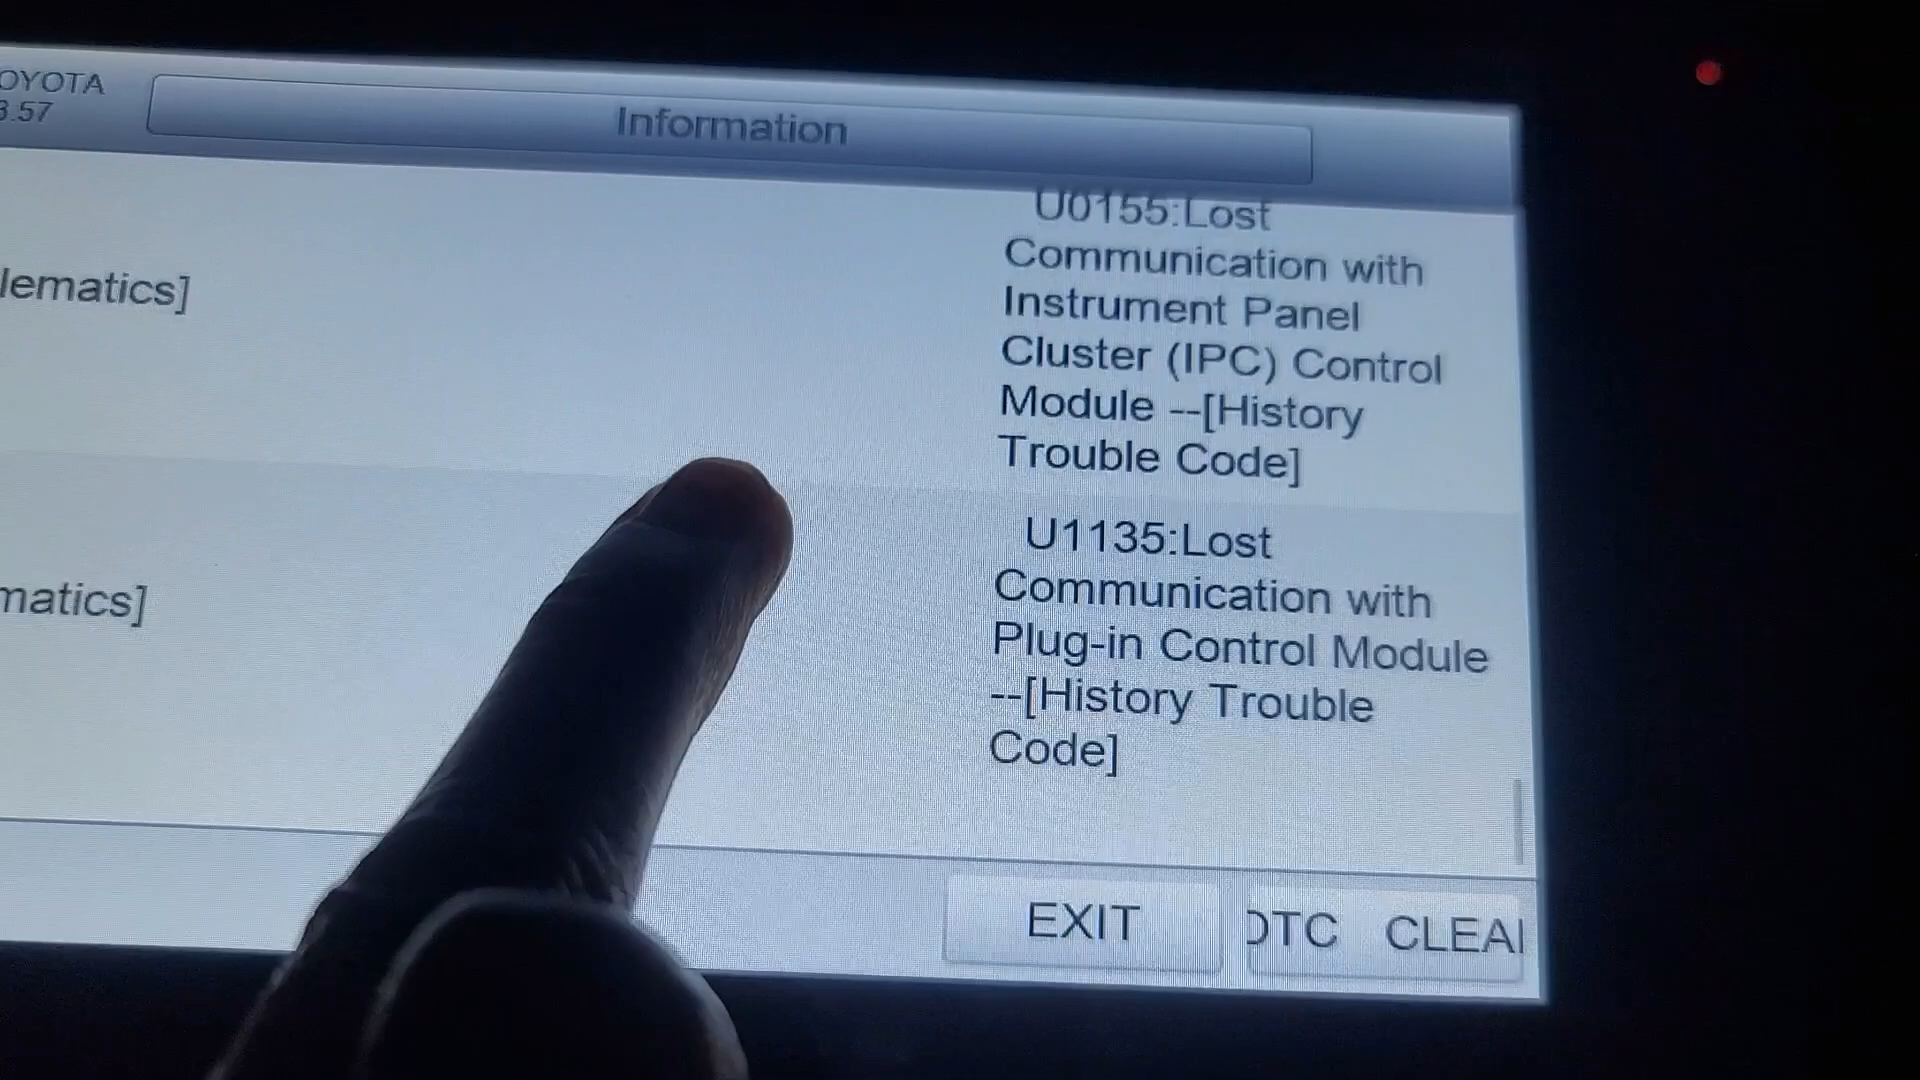 OYOTA
3.57
Information
U0155:Lost
Communication with
Instrument Panel
Cluster (IPC) Control
Module --[History
Trouble Code]
lematics]
U1135:Lost
Communication with
Plug-in Control Module
--[History Trouble
Code]
matics]
EXIT
DTC CLEA